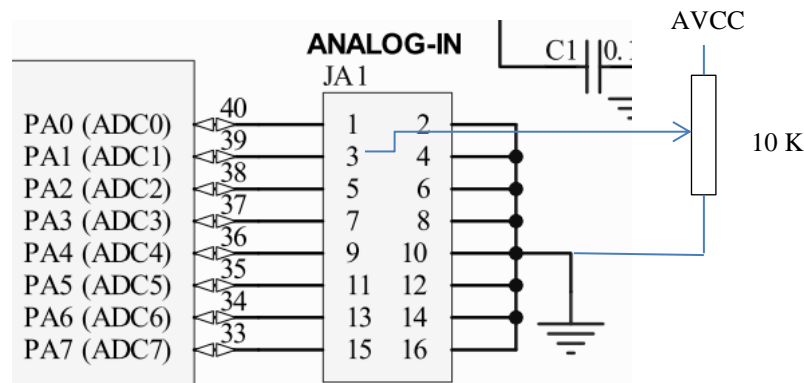 AVCC
ANALOG-IN
C1 0.
JA1
10 K
PA0 (ADC0) 40 1 2
PA1 (ADC1) 39 3 4
PA2 (ADC2) 38 5 6
PA3 (ADC3) 37 7 8
PA4 (ADC4) 36 9 10
PA5 (ADC5) 35 11 12
PA6 (ADC6) 34 13 14
PA7 (ADC7) 33 15 16